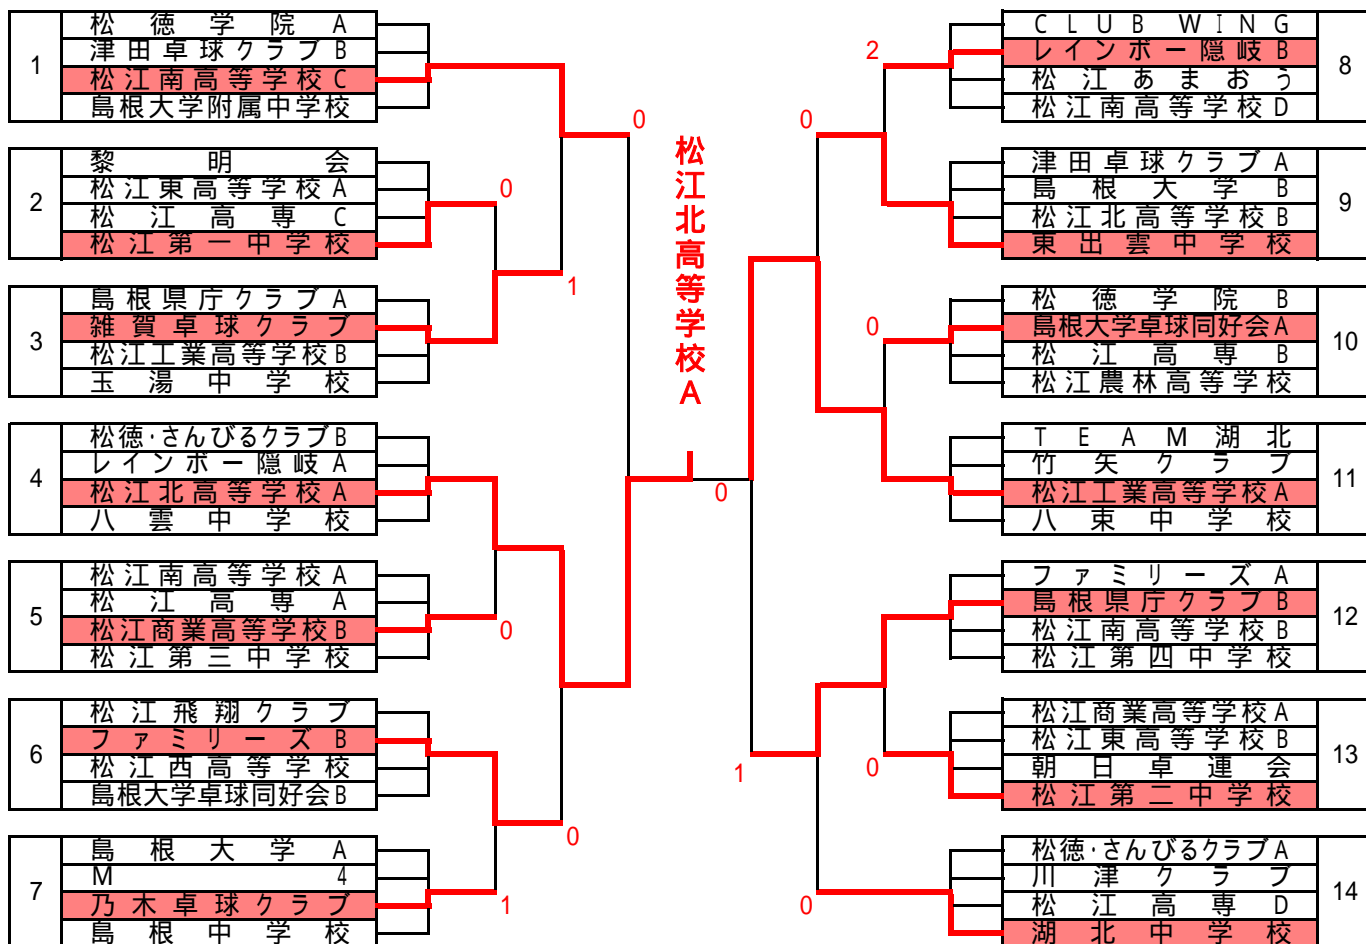 1
松徳学院A
津田卓球クラブB
松江南高等学校C
島根大学附属中学校
2
黎明会
松江東高等学校A
松江高専C
松江第一中学校
3
島根県庁クラブA
雑賀卓球クラブ
松江工業高等学校B
玉湯中学校
4
松徳・さんびるクラブB
レインボー隠岐A
松江北高等学校A
八雲中学校
5
松江南高等学校A
松江高専A
松江商業高等学校B
松江第三中学校
6
松江飛翔クラブ
ファミリーズB
松江西高等学校
島根大学卓球同好会B
7
島根大学A
M4
乃木卓球クラブ
島根中学校
0
0
1
0
0
1
松江北高等学校A
0
0
2
0
0
1
0
0
CLUB WING
レインボー隠岐B
松江あまおう
松江南高等学校D
8
津田卓球クラブA
島根大学B
松江北高等学校B
東出雲中学校
9
松徳学院B
島根大学卓球同好会A
松江高専B
松江農林高等学校
10
TEAM湖北
竹矢クラブ
松江工業高等学校A
八束中学校
11
ファミリーズA
島根県庁クラブB
松江南高等学校B
松江第四中学校
12
松江商業高等学校A
松江東高等学校B
朝日卓連会
松江第二中学校
13
松徳・さんびるクラブA
川津クラブ
松江高専D
湖北中学校
14